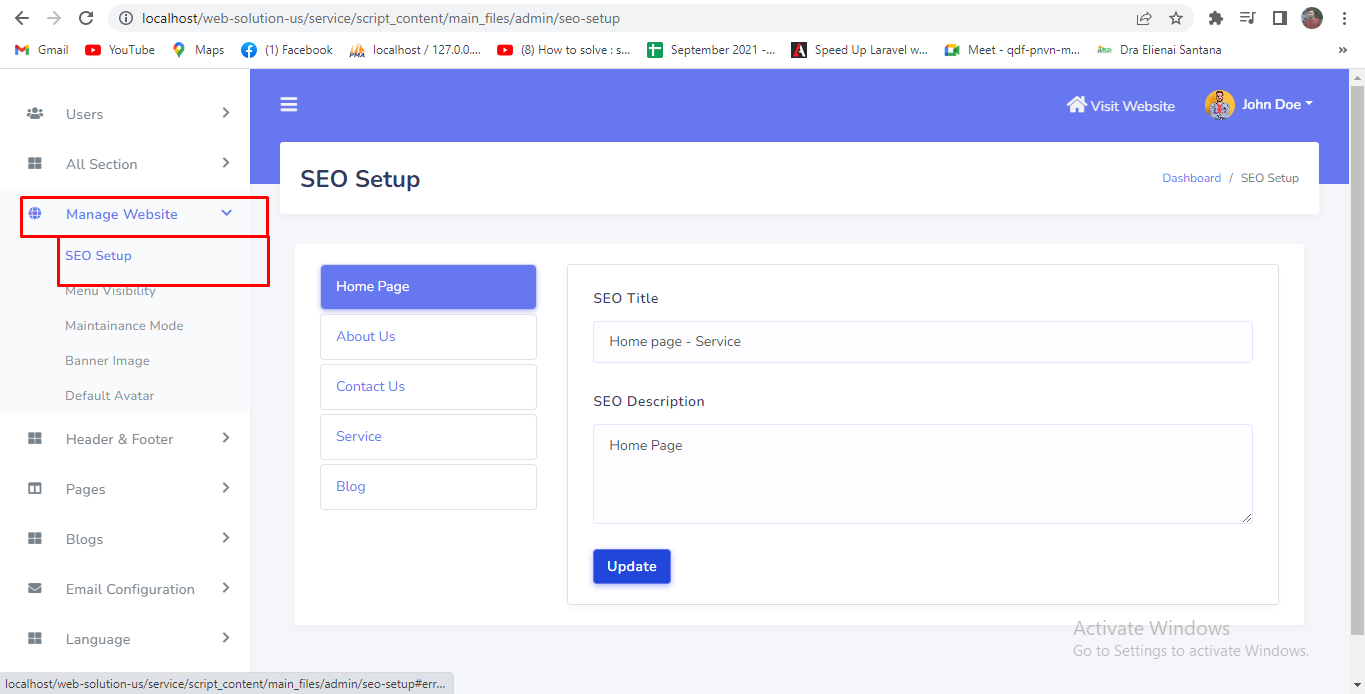 localhost/web-solution-us/service/script_content/main_files/admin/seo-setup
Gmail YouTube Maps (1) Facebook localhost / 127.0.0.... (8) How to solve : s... September 2021 -... Speed Up Laravel w... Meet - qdf-pnvn-m... Dra Elienai Santana »
Visit Website John Doe
Users
All Section
Manage Website
SEO Setup
Menu Visibility
Maintainance Mode
Banner Image
Default Avatar
Header & Footer
Pages
Blogs
Email Configuration
Language
SEO Setup
Dashboard / SEO Setup
Home Page
About Us
Contact Us
Service
Blog
SEO Title
Home page - Service
SEO Description
Home Page
Update
Activate Windows
Go to Settings to activate Windows.
localhost/web-solution-us/service/script_content/main_files/admin/seo-setup#err...